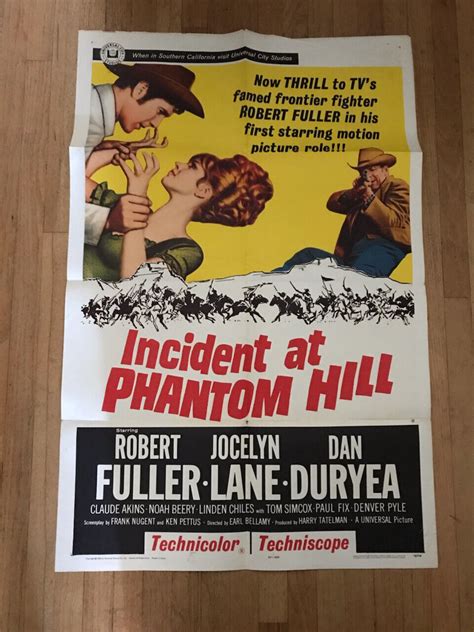 When in Southern California visit Universal City Studios
Now THRILL to TV's
famed frontier fighter
ROBERT FULLER in his
first starring motion
picture role!!!
Incident at
PHANTOM HILL
Starring
ROBERT JOCELYN DAN
FULLER · LANE · DURYEA
CLAUDE AKINS · NOAH BEERY · LINDEN CHILES with TOM SIMCOX · PAUL FIX · DENVER PYLE
Screenplay by FRANK NUGENT and KEN PETTUS · Directed by EARL BELLAMY · Produced by HARRY TATELMAN · A UNIVERSAL Picture
Technicolor® Techniscope